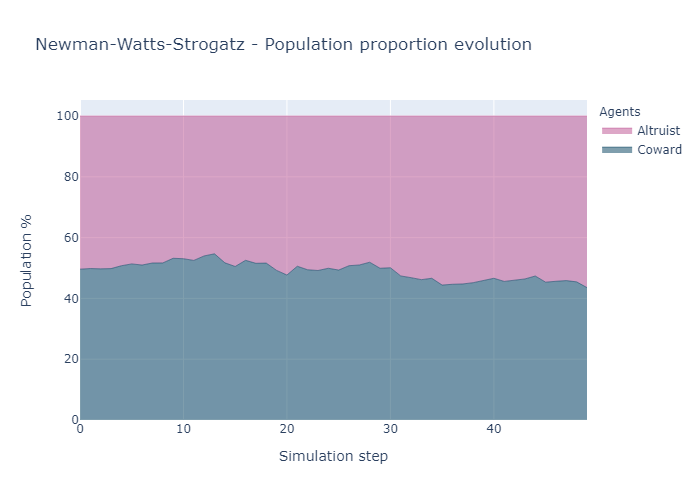 Newman-Watts-Strogatz - Population proportion evolution
Agents
Altruist
Coward
Population %
100
80
60
40
20
0
0 10 20 30 40
Simulation step